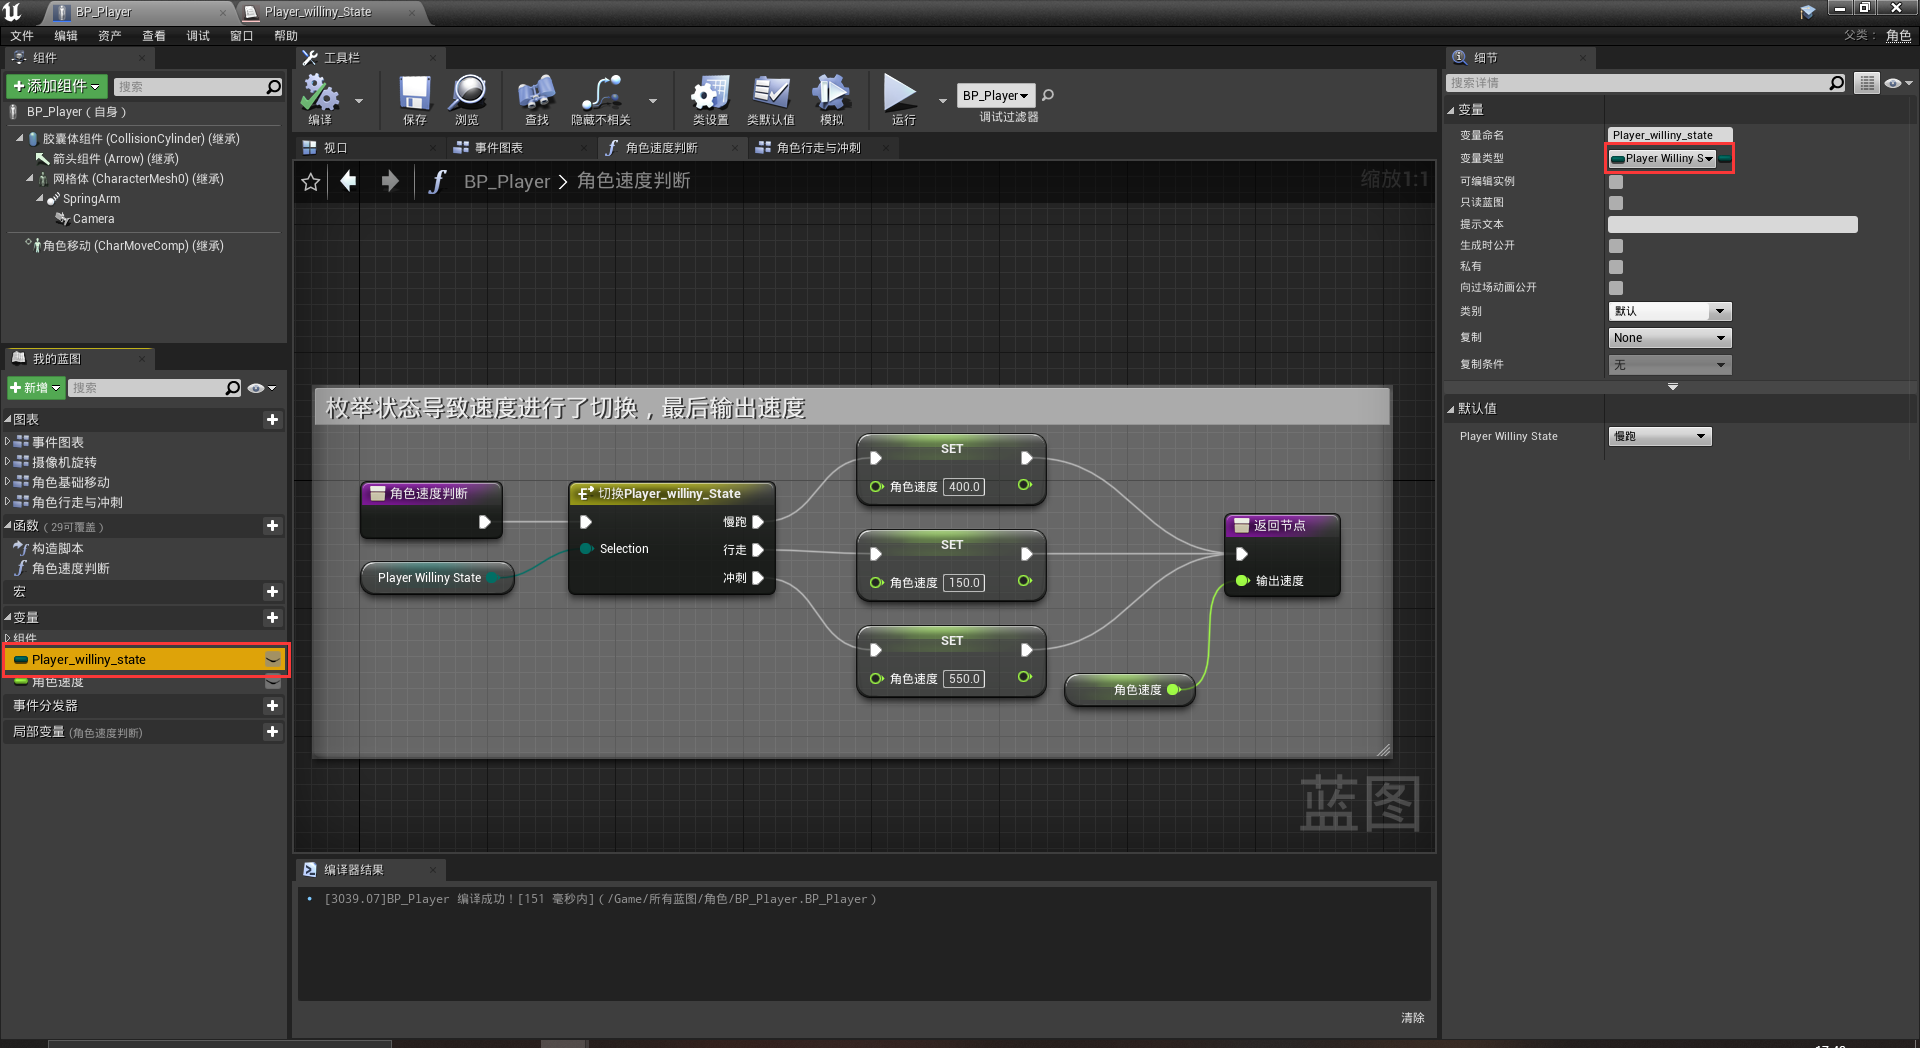 BP_Player
Player_williny_State
文件 编辑 资产 查看 调试 窗口 帮助
父类： 角色
组件
添加组件
搜索
BP_Player（自身）
胶囊体组件 (CollisionCylinder) (继承)
箭头组件 (Arrow) (继承)
网格体 (CharacterMesh0) (继承)
SpringArm
Camera
角色移动 (CharMoveComp) (继承)
我的蓝图
新增
搜索
图表
事件图表
摄像机旋转
角色基础移动
角色行走与冲刺
函数 （29可覆盖）
构造脚本
角色速度判断
宏
变量
组件
Player_williny_state
角色速度
事件分发器
局部变量 (角色速度判断)
工具栏
编译
保存
浏览
查找
隐藏不相关
类设置
类默认值
模拟
运行
BP_Player
调试过滤器
视口
事件图表
角色速度判断
角色行走与冲刺
BP_Player > 角色速度判断
缩放1:1
枚举状态导致速度进行了切换，最后输出速度
角色速度判断
Player Williny State
切换Player_williny_State
Selection
慢跑
行走
冲刺
SET
角色速度 400.0
SET
角色速度 150.0
SET
角色速度 550.0
角色速度
返回节点
输出速度
蓝图
编译器结果
[3039.07]BP_Player 编译成功！[151 毫秒内]（/Game/所有蓝图/角色/BP_Player.BP_Player）
清除
细节
搜索详情
变量
变量命名 Player_williny_state
变量类型 Player Williny S
可编辑实例
只读蓝图
提示文本
生成时公开
私有
向过场动画公开
类别 默认
复制 None
复制条件 无
默认值
Player Williny State 慢跑